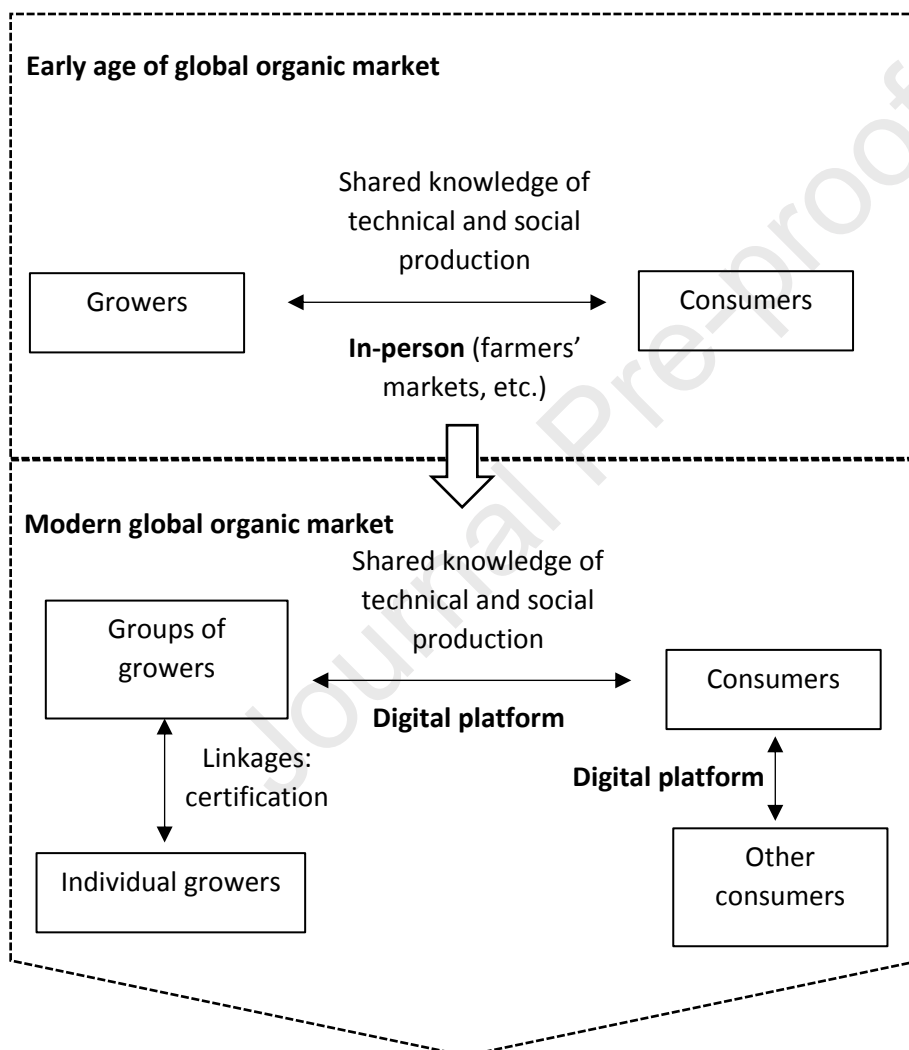 Early age of global organic market
Shared knowledge of
technical and social
production
Growers
Consumers
In-person (farmers’
markets, etc.)
Modern global organic market
Shared knowledge of
technical and social
production
Groups of
growers
Consumers
Digital platform
Linkages:
certification
Digital platform
Individual growers
Other
consumers
Journal Pre-proof